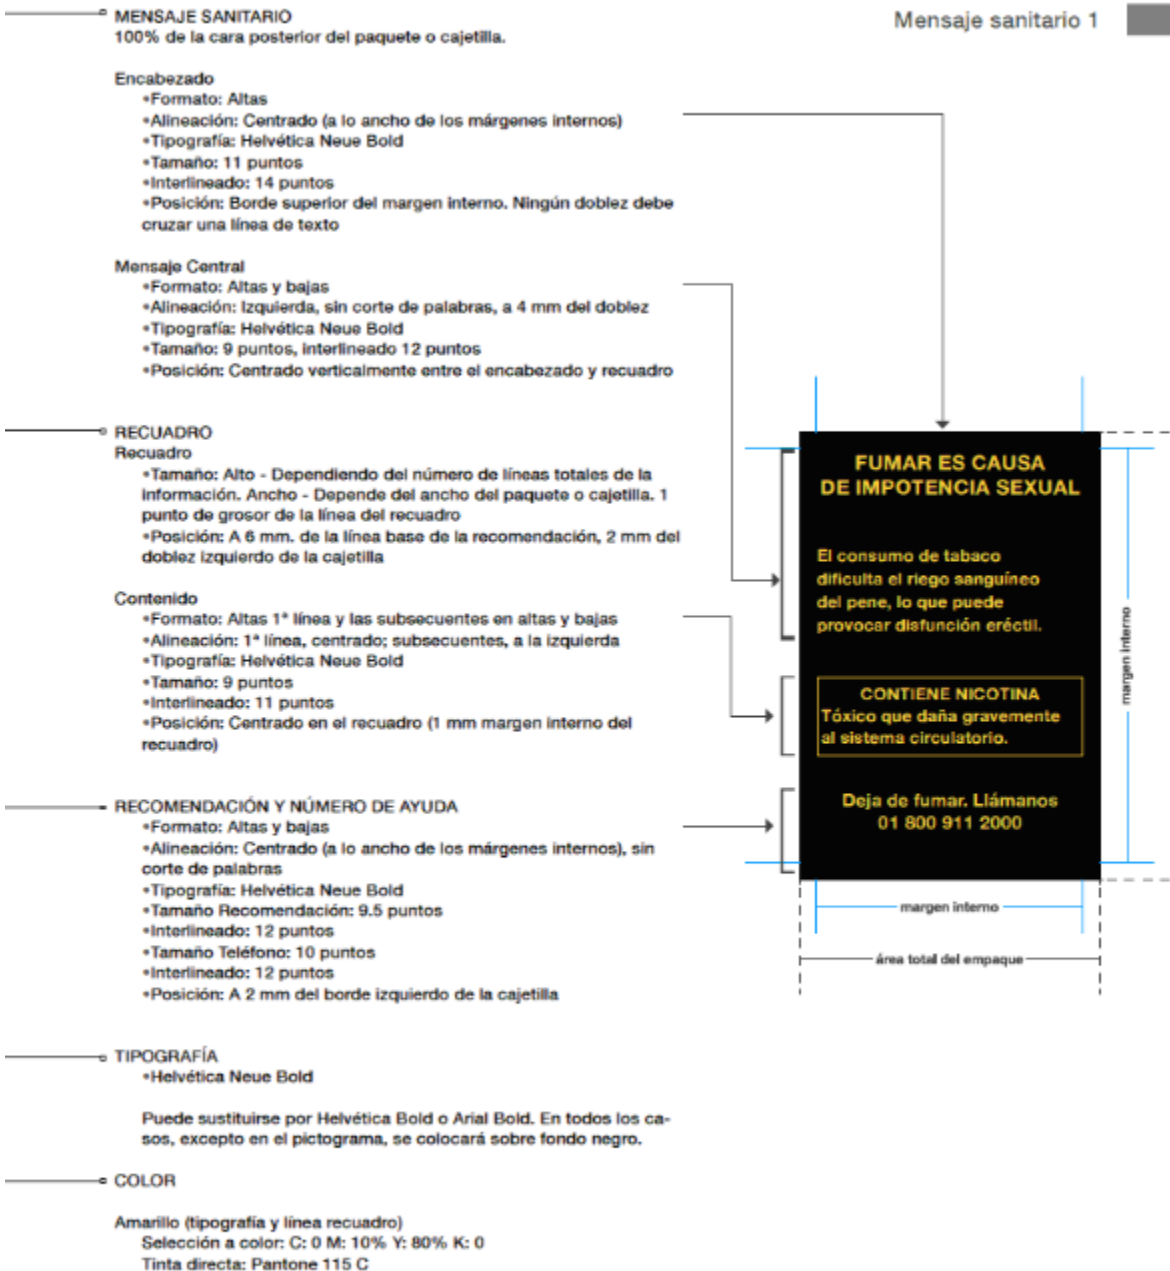 MENSAJE SANITARIO
100% de la cara posterior del paquete o cajetilla.
Encabezado
•Formato: Altas
•Alineación: Centrado (a lo ancho de los márgenes internos)
•Tipografía: Helvética Neue Bold
•Tamaño: 11 puntos
•Interlineado: 14 puntos
•Posición: Borde superior del margen interno. Ningún doblez debe
cruzar una línea de texto
Mensaje Central
•Formato: Altas y bajas
•Alineación: Izquierda, sin corte de palabras, a 4 mm del doblez
•Tipografía: Helvética Neue Bold
•Tamaño: 9 puntos, interlineado 12 puntos
•Posición: Centrado verticalmente entre el encabezado y recuadro
RECUADRO
Recuadro
•Tamaño: Alto - Dependiendo del número de líneas totales de la
información. Ancho - Depende del ancho del paquete o cajetilla. 1
punto de grosor de la línea del recuadro
•Posición: A 6 mm. de la línea base de la recomendación, 2 mm del
doblez izquierdo de la cajetilla
Contenido
•Formato: Altas 1ª línea y las subsecuentes en altas y bajas
•Alineación: 1ª línea, centrado; subsecuentes, a la izquierda
•Tipografía: Helvética Neue Bold
•Tamaño: 9 puntos
•Interlineado: 11 puntos
•Posición: Centrado en el recuadro (1 mm margen interno del
recuadro)
RECOMENDACIÓN Y NÚMERO DE AYUDA
•Formato: Altas y bajas
•Alineación: Centrado (a lo ancho de los márgenes internos), sin
corte de palabras
•Tipografía: Helvética Neue Bold
•Tamaño Recomendación: 9.5 puntos
•Interlineado: 12 puntos
•Tamaño Teléfono: 10 puntos
•Interlineado: 12 puntos
•Posición: A 2 mm del borde izquierdo de la cajetilla
TIPOGRAFÍA
•Helvética Neue Bold
Puede sustituirse por Helvética Bold o Arial Bold. En todos los ca-
sos, excepto en el pictograma, se colocará sobre fondo negro.
COLOR
Amarillo (tipografía y línea recuadro)
Selección a color: C: 0 M: 10% Y: 80% K: 0
Tinta directa: Pantone 115 C
Mensaje sanitario 1
FUMAR ES CAUSA
DE IMPOTENCIA SEXUAL
El consumo de tabaco
dificulta el riego sanguíneo
del pene, lo que puede
provocar disfunción eréctil.
CONTIENE NICOTINA
Tóxico que daña gravemente
al sistema circulatorio.
Deja de fumar. Llámanos
01 800 911 2000
margen interno
margen interno
área total del empaque